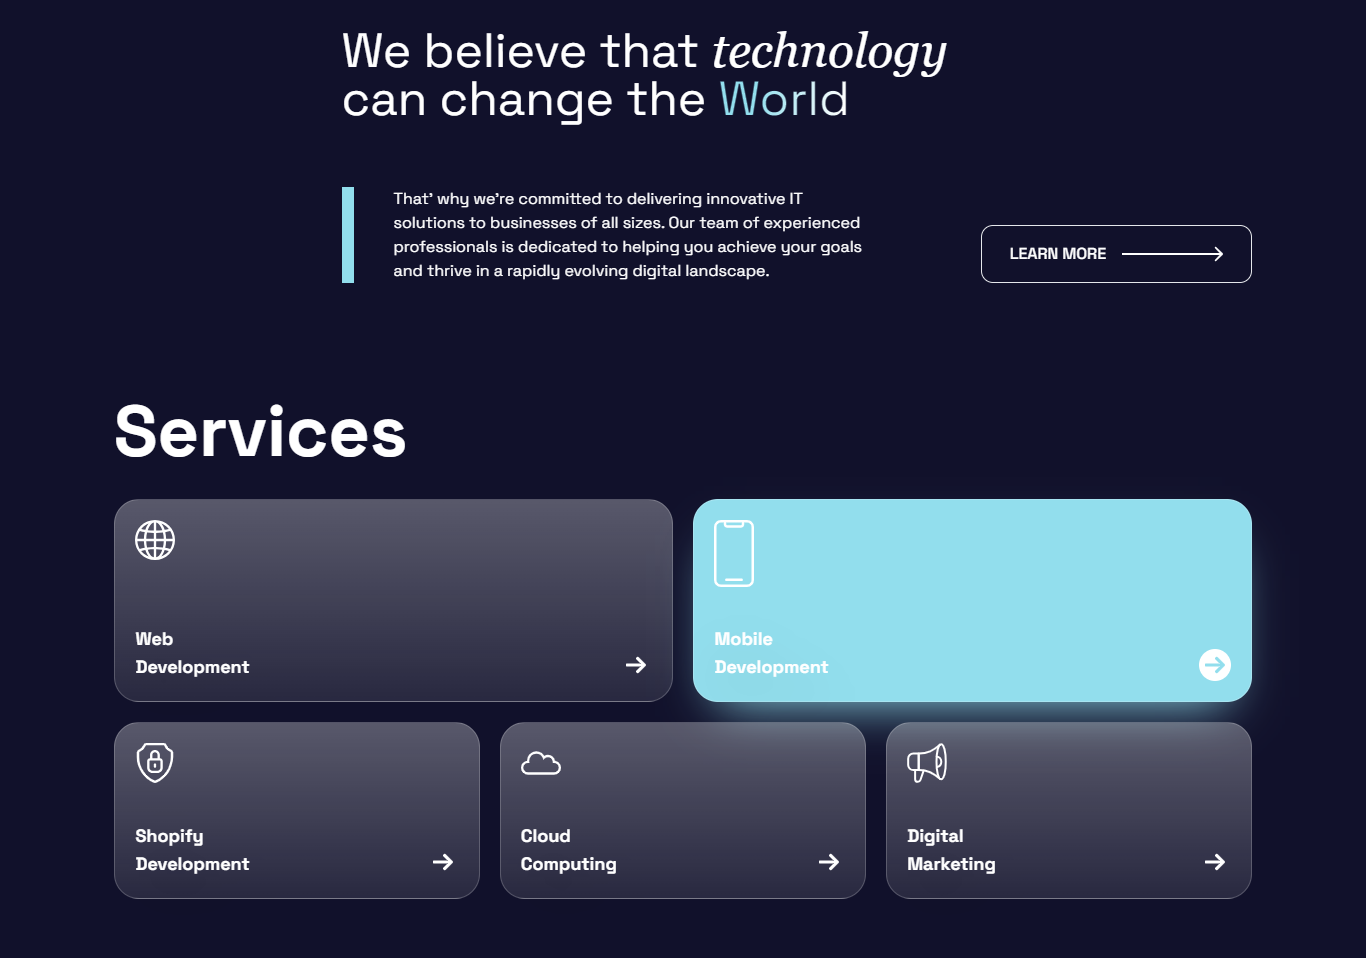 We believe that technology
can change the World
That' why we're committed to delivering innovative IT
solutions to businesses of all sizes. Our team of experienced
professionals is dedicated to helping you achieve your goals
and thrive in a rapidly evolving digital landscape.
LEARN MORE
Services
Web
Development
Mobile
Development
Shopify
Development
Cloud
Computing
Digital
Marketing